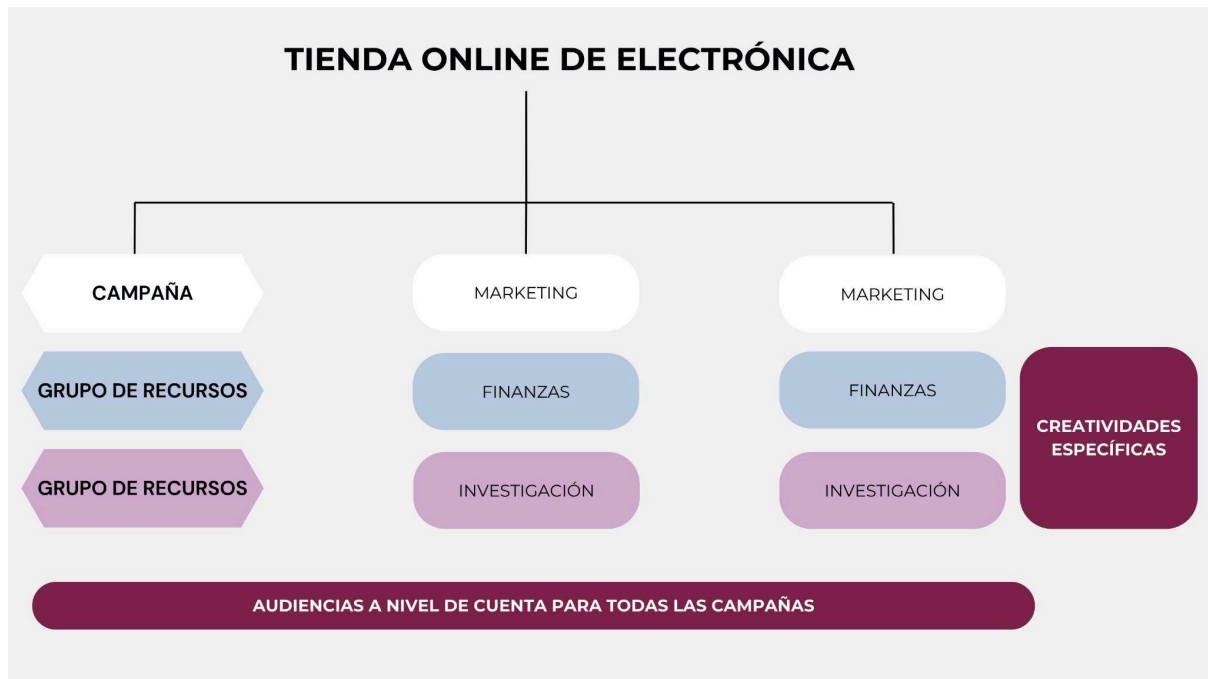 TIENDA ONLINE DE ELECTRÓNICA
CAMPAÑA
MARKETING
MARKETING
GRUPO DE RECURSOS
FINANZAS
FINANZAS
CREATIVIDADES
ESPECÍFICAS
GRUPO DE RECURSOS
INVESTIGACIÓN
INVESTIGACIÓN
AUDIENCIAS A NIVEL DE CUENTA PARA TODAS LAS CAMPAÑAS